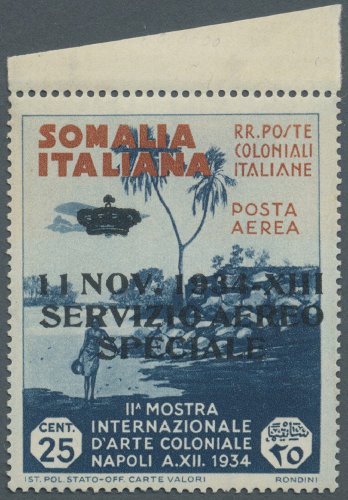 SOMALIA
ITALIANA
RR. POSTE
COLONIALI
ITALIANE
POSTA
AEREA
11 NOV. 1934-XIII
SERVIZIO AEREO
SPECIALE
IIᴬ MOSTRA
INTERNAZIONALE
D'ARTE COLONIALE
NAPOLI A.XII. 1934
CENT.
25
٢٥
IST. POL. STATO-OFF. CARTE VALORI
RONDINI